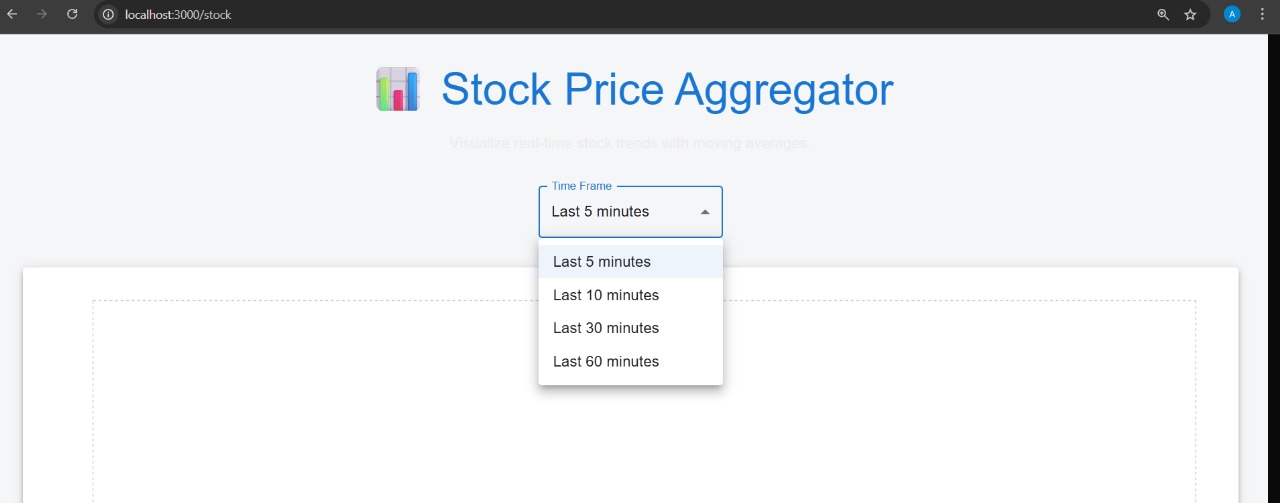 localhost:3000/stock
A
Stock Price Aggregator
Visualize real-time stock trends with moving averages.
Time Frame
Last 5 minutes
Last 5 minutes
Last 10 minutes
Last 30 minutes
Last 60 minutes